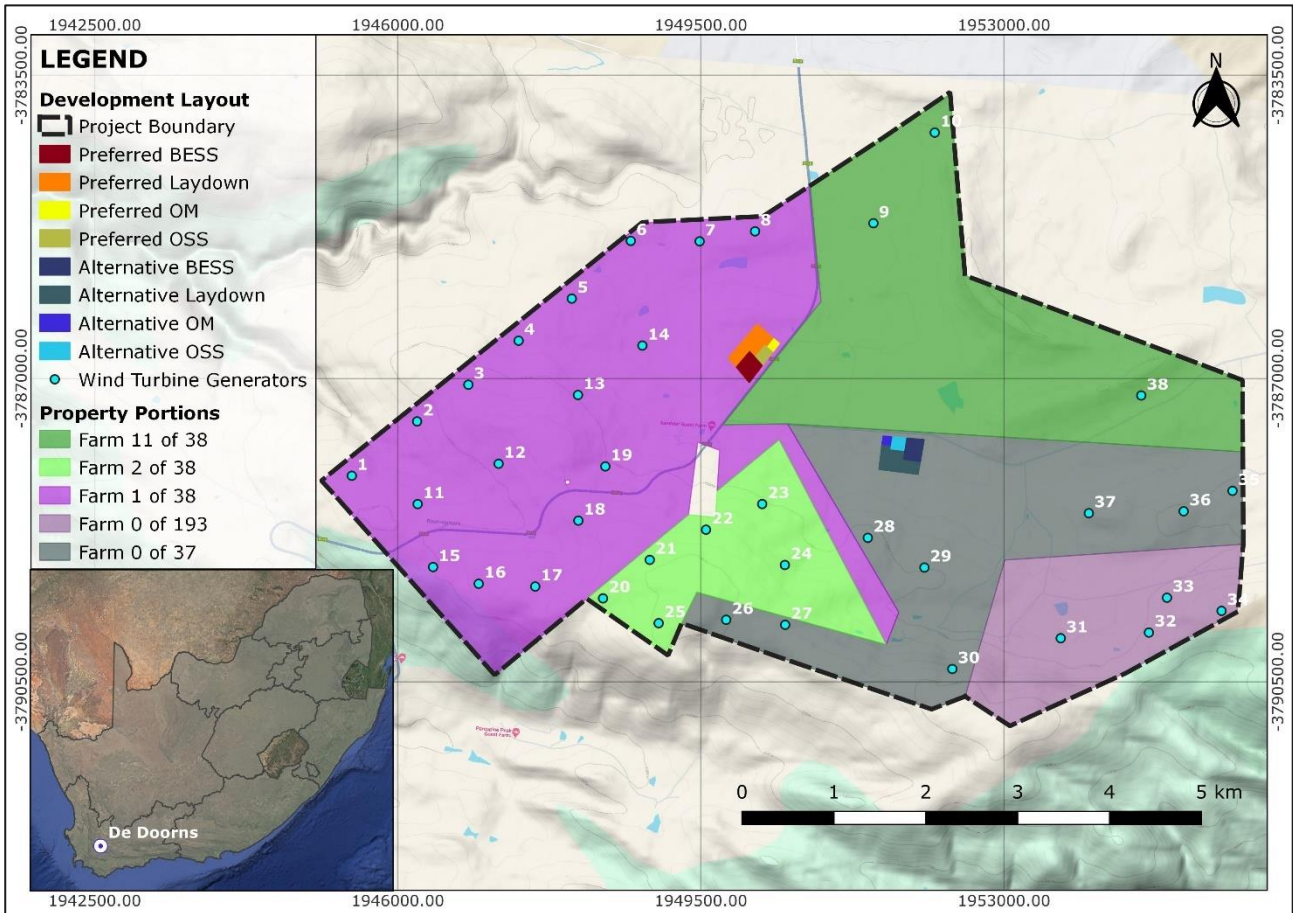 1942500.00
1946000.00
1949500.00
1953000.00
-3783500.00
-3787000.00
-3790500.00
-3783500.00
-3787000.00
-3790500.00
LEGEND
Development Layout
Project Boundary
Preferred BESS
Preferred Laydown
Preferred OM
Preferred OSS
Alternative BESS
Alternative Laydown
Alternative OM
Alternative OSS
Wind Turbine Generators
Property Portions
Farm 11 of 38
Farm 2 of 38
Farm 1 of 38
Farm 0 of 193
Farm 0 of 37
De Doorns
N
10
9
8
7
6
5
14
4
3
13
38
2
12
19
1
11
18
23
22
28
37
36
35
15
16
17
21
24
29
20
25
26
27
33
34
32
31
30
Guest Farm
Porcupine Peak
Guest Farm
0
1
2
3
4
5 km
1942500.00
1946000.00
1949500.00
1953000.00